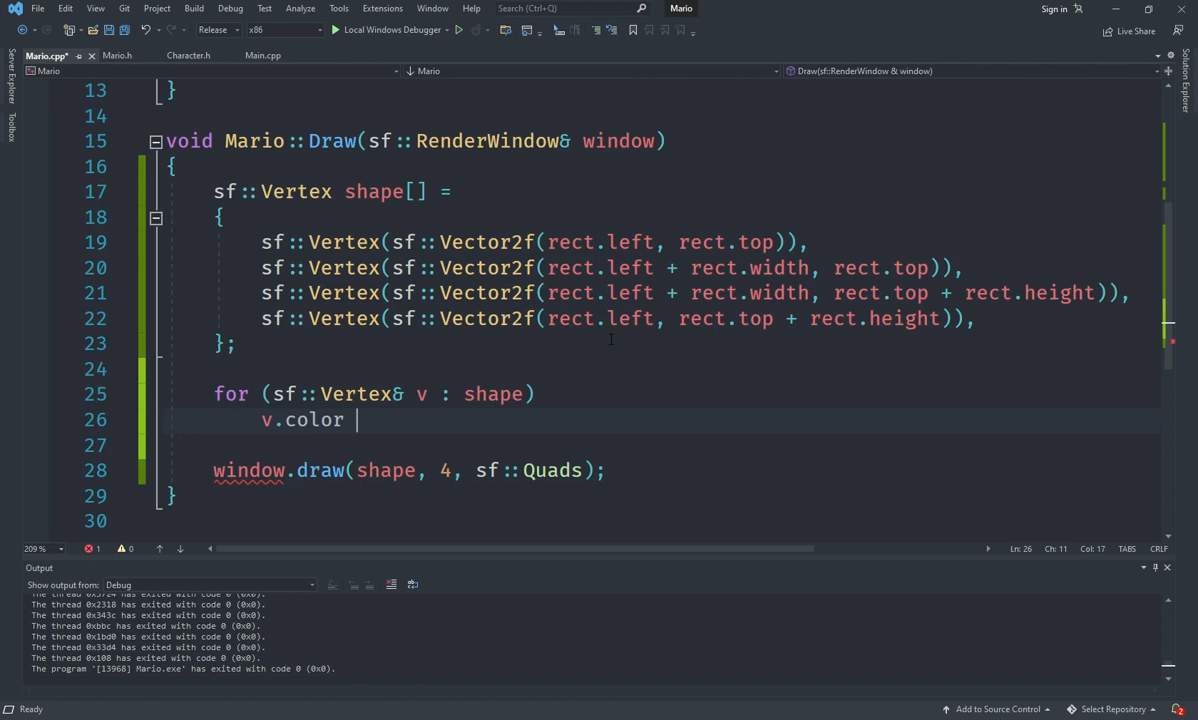 File Edit View Git Project Build Debug Test Analyze Tools Extensions Window Help Search (Ctrl+Q) Mario Sign in
Release x86 Local Windows Debugger Live Share
Mario.cpp* Mario.h Character.h Main.cpp
Mario Mario Draw(sf::RenderWindow & window)
Server Explorer
Toolbox
Solution Explorer
13 }
14
15 void Mario::Draw(sf::RenderWindow& window)
16 {
17 sf::Vertex shape[] =
18 {
19 sf::Vertex(sf::Vector2f(rect.left, rect.top)),
20 sf::Vertex(sf::Vector2f(rect.left + rect.width, rect.top)),
21 sf::Vertex(sf::Vector2f(rect.left + rect.width, rect.top + rect.height)),
22 sf::Vertex(sf::Vector2f(rect.left, rect.top + rect.height)),
23 };
24
25 for (sf::Vertex& v : shape)
26 v.color
27
28 window.draw(shape, 4, sf::Quads);
29 }
30
209 % 1 0 Ln: 26 Ch: 11 Col: 17 TABS CRLF
Output
Show output from: Debug
The thread 0x3724 has exited with code 0 (0x0).
The thread 0x2318 has exited with code 0 (0x0).
The thread 0x343c has exited with code 0 (0x0).
The thread 0xbbc has exited with code 0 (0x0).
The thread 0x1bd0 has exited with code 0 (0x0).
The thread 0x33d4 has exited with code 0 (0x0).
The thread 0x108 has exited with code 0 (0x0).
The program '[13968] Mario.exe' has exited with code 0 (0x0).
Ready Add to Source Control Select Repository 2